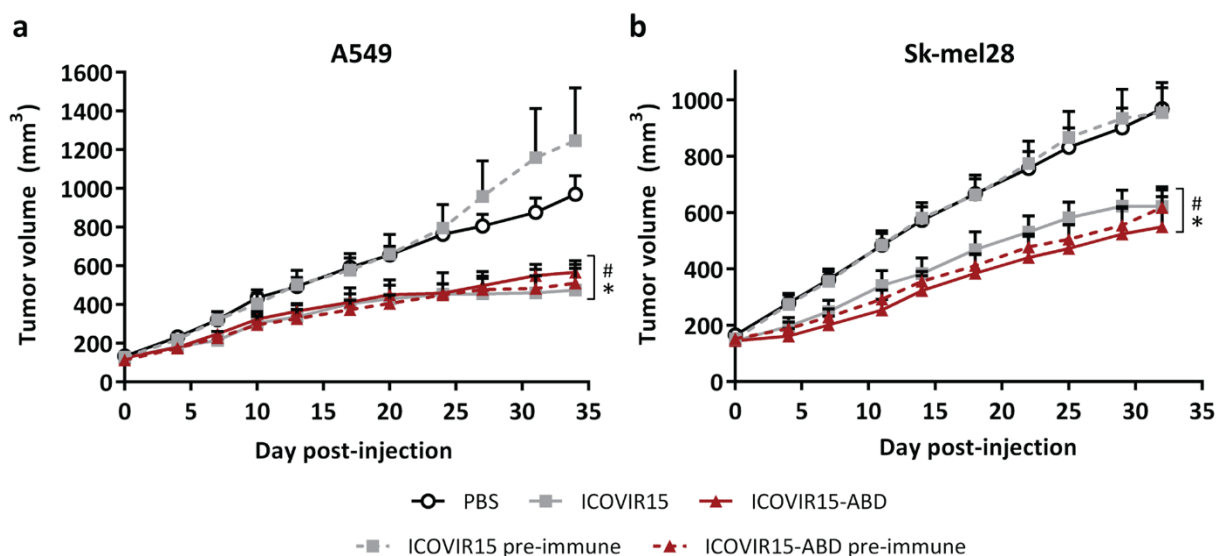 a
A549
Tumor volume (mm³)
1600
1400
1200
1000
800
600
400
200
0
0 5 10 15 20 25 30 35
Day post-injection
#
*
b
Sk-mel28
Tumor volume (mm³)
1000
800
600
400
200
0
0 5 10 15 20 25 30 35
Day post-injection
#
*
PBS ICOVIR15 ICOVIR15-ABD
ICOVIR15 pre-immune ICOVIR15-ABD pre-immune